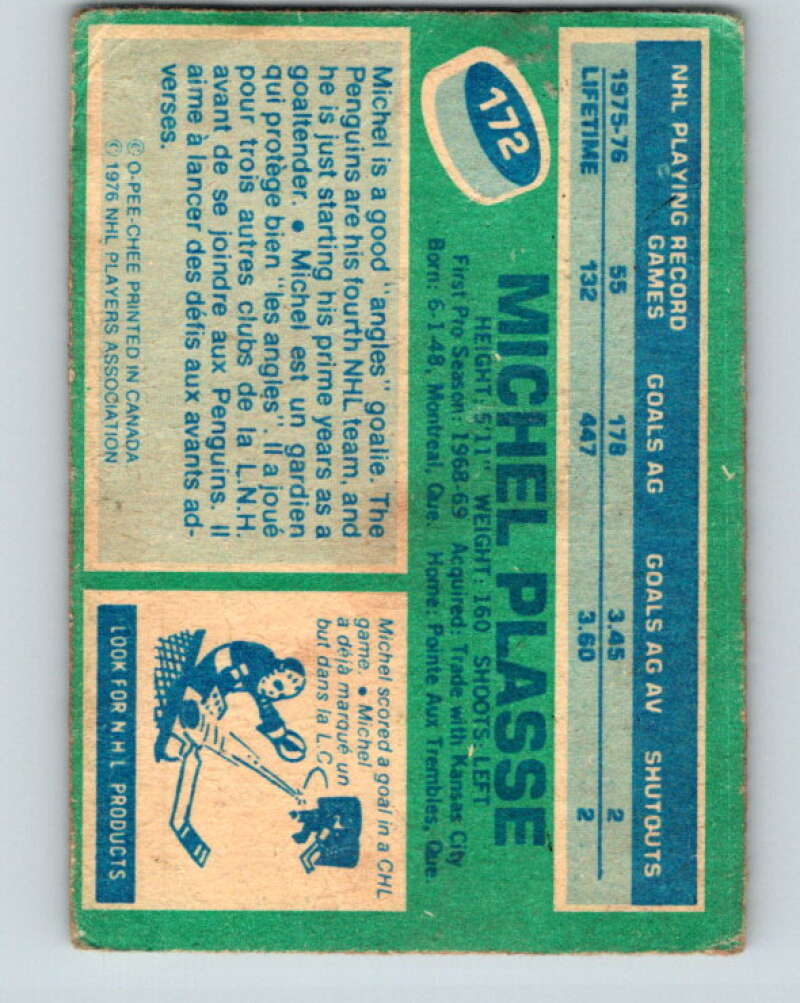 NHL PLAYING RECORD
GAMES GOALS AG GOALS AG AV SHUTOUTS
1975-76 55 178 3.45 2
LIFETIME 132 447 3.60 2
172
MICHEL PLASSE
HEIGHT: 5'11" WEIGHT: 160 SHOOTS: LEFT
First Pro Season: 1968-69 Acquired: Trade with Kansas City
Born: 6-1-48, Montreal, Que. Home: Pointe Aux Trembles, Que.
Michel is a good "angles" goalie. The
Penguins are his fourth NHL team, and
he is just starting his prime years as a
goaltender. • Michel est un gardien
qui protège bien "les angles". Il a joué
pour trois autres clubs de la L.N.H.
avant de se joindre aux Penguins. Il
aime à lancer des défis aux avants ad-
verses.
© O-PEE-CHEE PRINTED IN CANADA
© 1976 NHL PLAYERS ASSOCIATION
Michel scored a goal in a CHL
game. • Michel
a déjà marqué un
but dans la L.C.
LOOK FOR NHL PRODUCTS